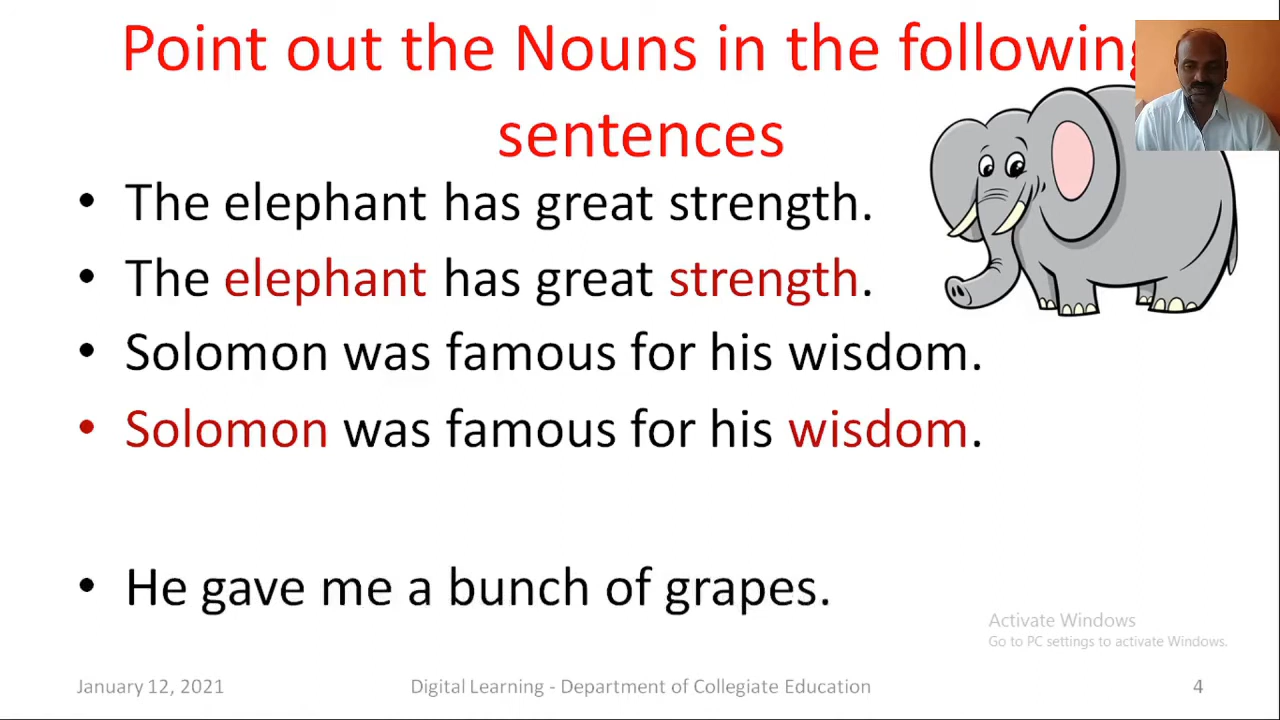 Point out the Nouns in the following
sentences
• The elephant has great strength.
• The elephant has great strength.
• Solomon was famous for his wisdom.
• Solomon was famous for his wisdom.
• He gave me a bunch of grapes.
Activate Windows
Go to PC settings to activate Windows.
January 12, 2021
Digital Learning - Department of Collegiate Education
4